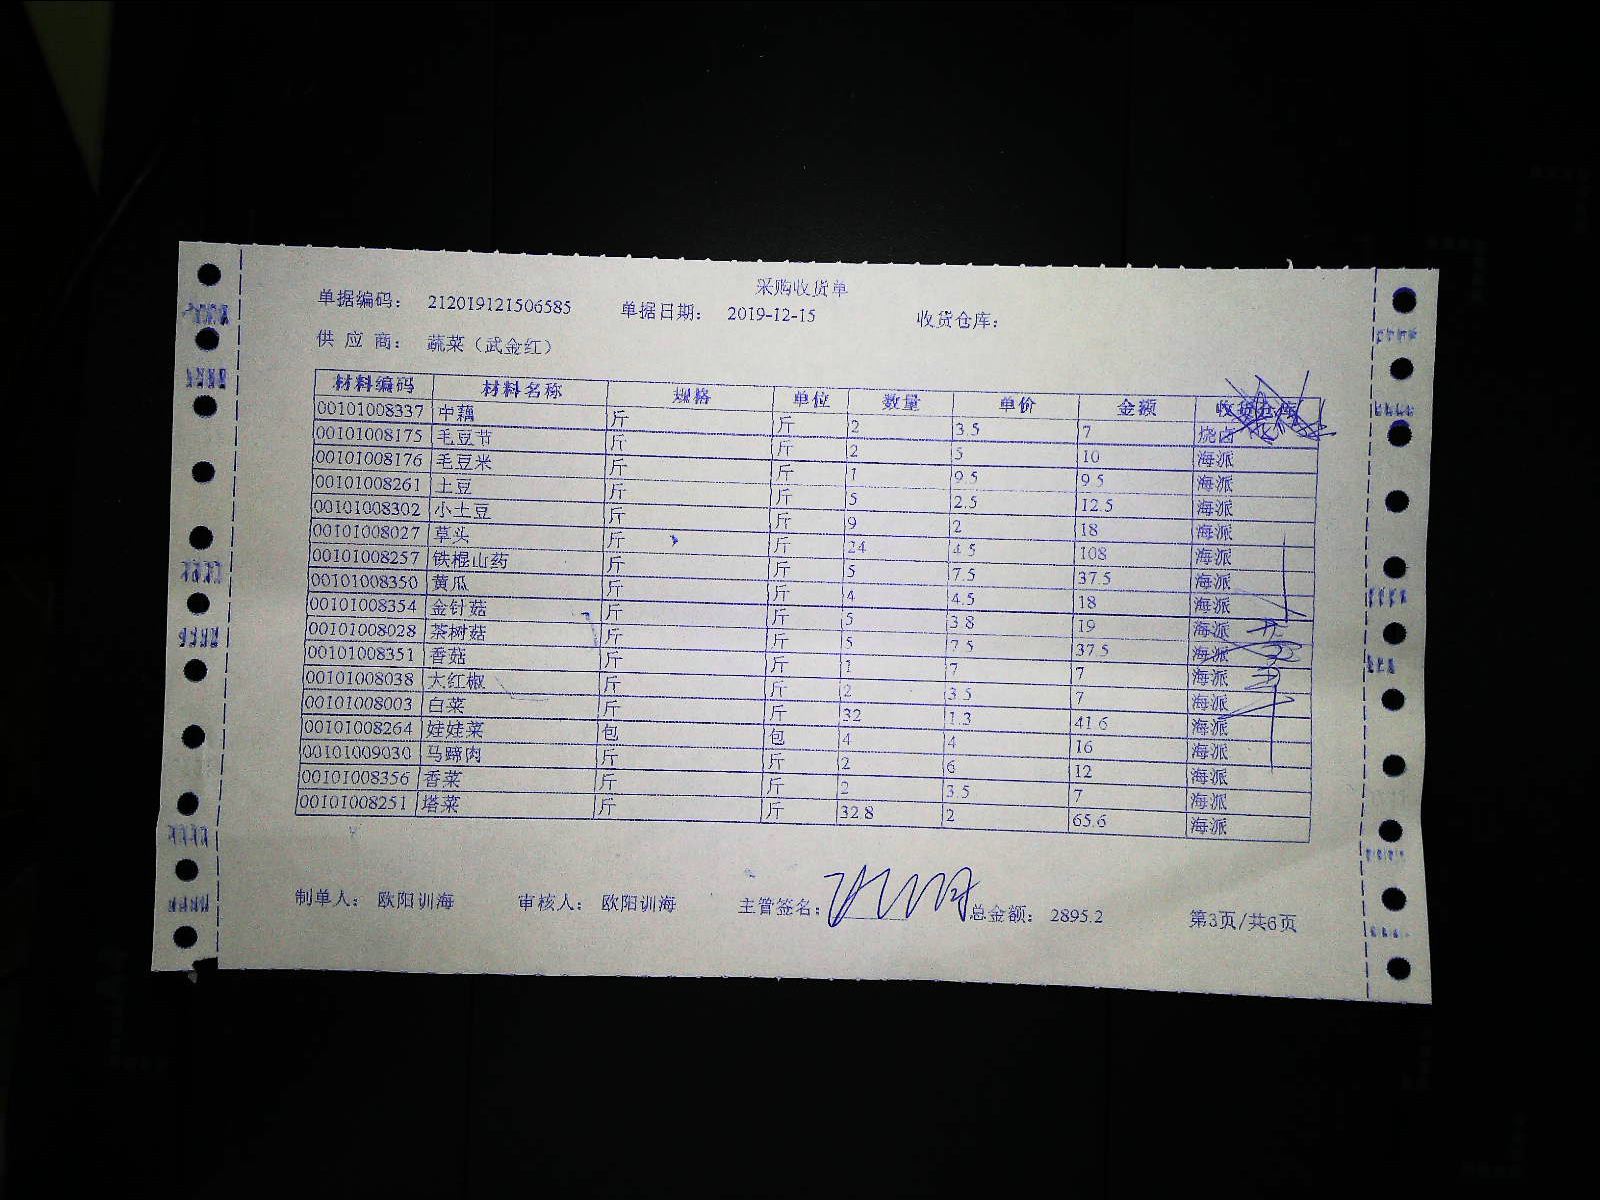 采购收货单
单据编码： 212019121506585 单据日期： 2019-12-15 收货仓库：
供 应 商： 蔬菜（武金红）
材料编码 材料名称 规格 单位 数量 单价 金额 收货仓库
00101008337 中藕 斤 斤 2 3.5 7 烧卤
00101008175 毛豆节 斤 斤 2 5 10 海派
00101008176 毛豆米 斤 斤 1 9.5 9.5 海派
00101008261 土豆 斤 斤 5 2.5 12.5 海派
00101008302 小土豆 斤 斤 9 2 18 海派
00101008027 草头 斤 斤 24 4.5 108 海派
00101008257 铁棍山药 斤 斤 5 7.5 37.5 海派
00101008350 黄瓜 斤 斤 4 4.5 18 海派
00101008354 金针菇 斤 斤 5 3.8 19 海派
00101008028 茶树菇 斤 斤 5 7.5 37.5 海派
00101008351 香菇 斤 斤 1 7 7 海派
00101008038 大红椒 斤 斤 2 3.5 7 海派
00101008003 白菜 斤 斤 32 1.3 41.6 海派
00101008264 娃娃菜 包 包 4 4 16 海派
00101009030 马蹄肉 斤 斤 2 6 12 海派
00101008356 香菜 斤 斤 2 3.5 7 海派
00101008251 塔菜 斤 斤 32.8 2 65.6 海派
制单人： 欧阳训海 审核人： 欧阳训海 主管签名： 总金额： 2895.2 第3页/共6页